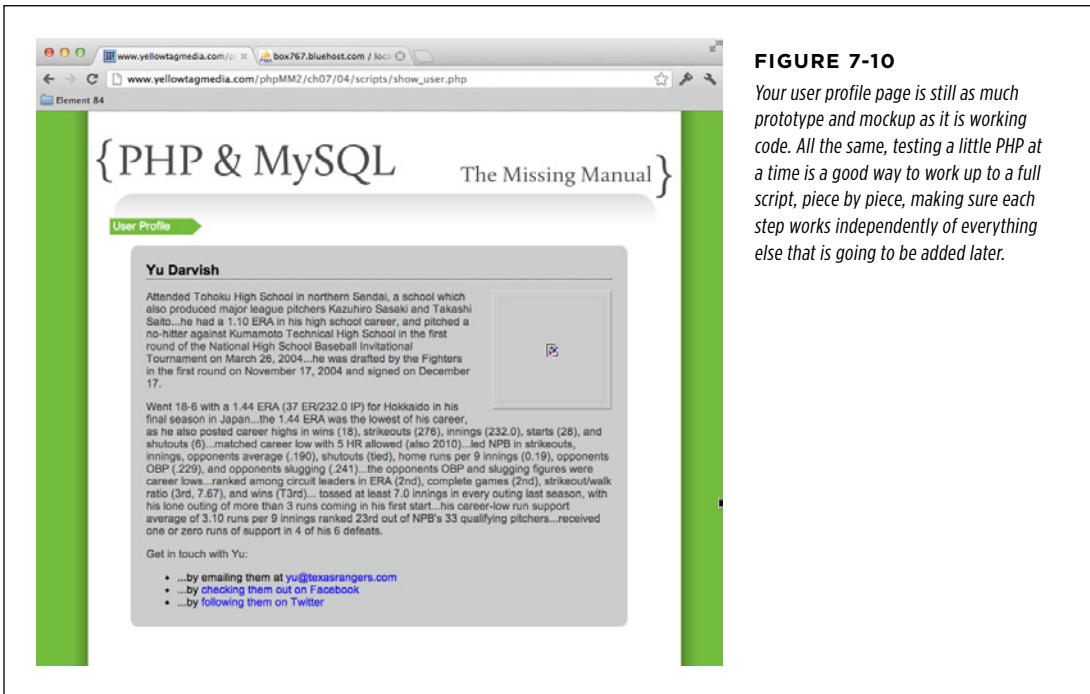 www.yellowtagmedia.com/p
box767.bluehost.com / loca
www.yellowtagmedia.com/phpMM2/ch07/04/scripts/show_user.php
Element 84
{PHP & MySQL The Missing Manual}
User Profile
Yu Darvish
Attended Tohoku High School in northern Sendai, a school which
also produced major league pitchers Kazuhiro Sasaki and Takashi
Saito...he had a 1.10 ERA in his high school career, and pitched a
no-hitter against Kumamoto Technical High School in the first
round of the National High School Baseball Invitational
Tournament on March 26, 2004...he was drafted by the Fighters
in the first round on November 17, 2004 and signed on December
17.
Went 18-6 with a 1.44 ERA (37 ER/232.0 IP) for Hokkaido in his
final season in Japan...the 1.44 ERA was the lowest of his career,
as he also posted career highs in wins (18), strikeouts (276), innings (232.0), starts (28), and
shutouts (6)...matched career low with 5 HR allowed (also 2010)...led NPB in strikeouts,
innings, opponents average (.190), shutouts (tied), home runs per 9 innings (0.19), opponents
OBP (.229), and opponents slugging (.241)...the opponents OBP and slugging figures were
career lows...ranked among circuit leaders in ERA (2nd), complete games (2nd), strikeout/walk
ratio (3rd, 7.67), and wins (T3rd)... tossed at least 7.0 innings in every outing last season, with
his lone outing of more than 3 runs coming in his first start...his career-low run support
average of 3.10 runs per 9 innings ranked 23rd out of NPB's 33 qualifying pitchers...received
one or zero runs of support in 4 of his 6 defeats.
Get in touch with Yu:
• ...by emailing them at yu@texasrangers.com
• ...by checking them out on Facebook
• ...by following them on Twitter
FIGURE 7-10
Your user profile page is still as much
prototype and mockup as it is working
code. All the same, testing a little PHP at
a time is a good way to work up to a full
script, piece by piece, making sure each
step works independently of everything
else that is going to be added later.